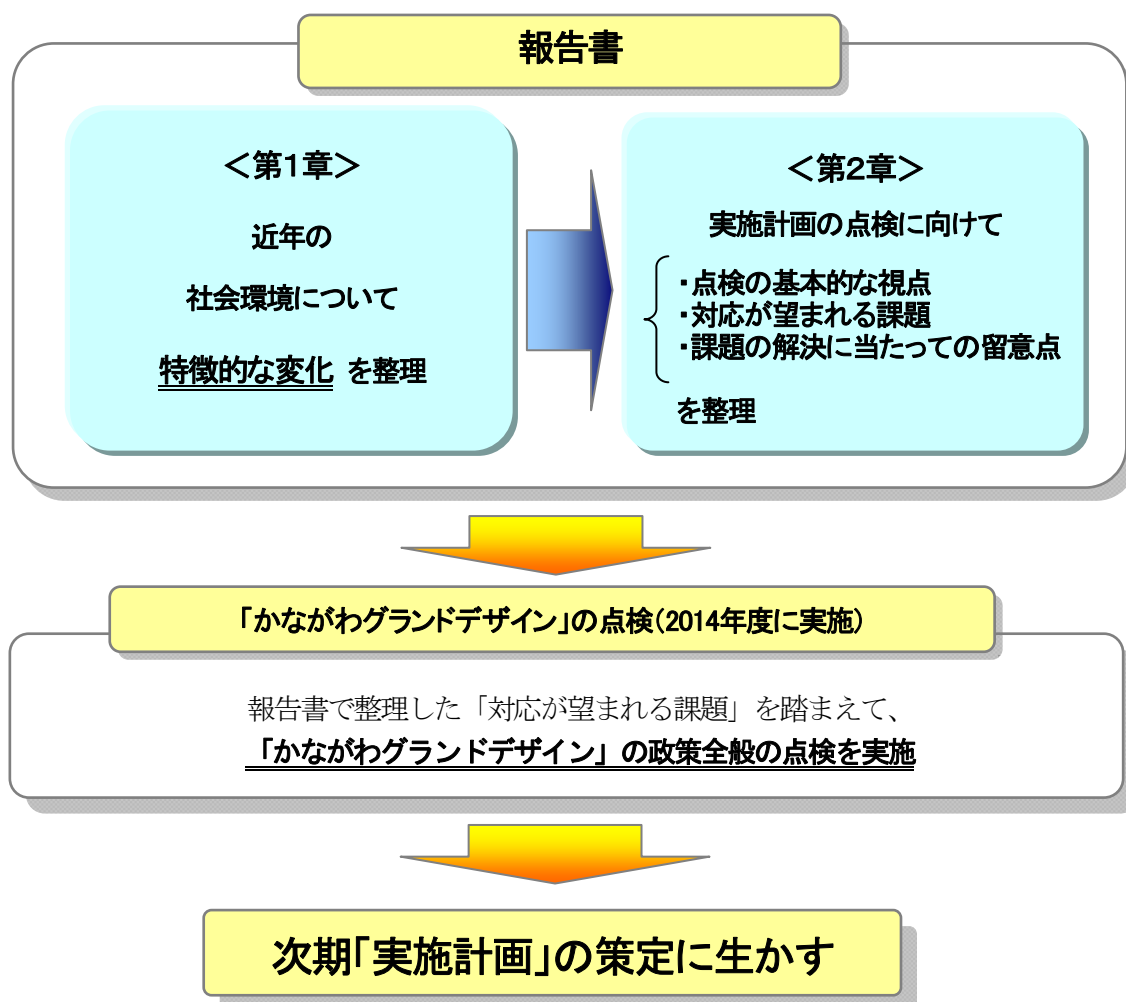 報告書
＜第1章＞
近年の
社会環境について
特徴的な変化 を整理
＜第2章＞
実施計画の点検に向けて
・点検の基本的な視点
・対応が望まれる課題
・課題の解決に当たっての留意点
を整理
「かながわグランドデザイン」の点検（2014年度に実施）
報告書で整理した「対応が望まれる課題」を踏まえて、
「かながわグランドデザイン」の政策全般の点検を実施
次期「実施計画」の策定に生かす